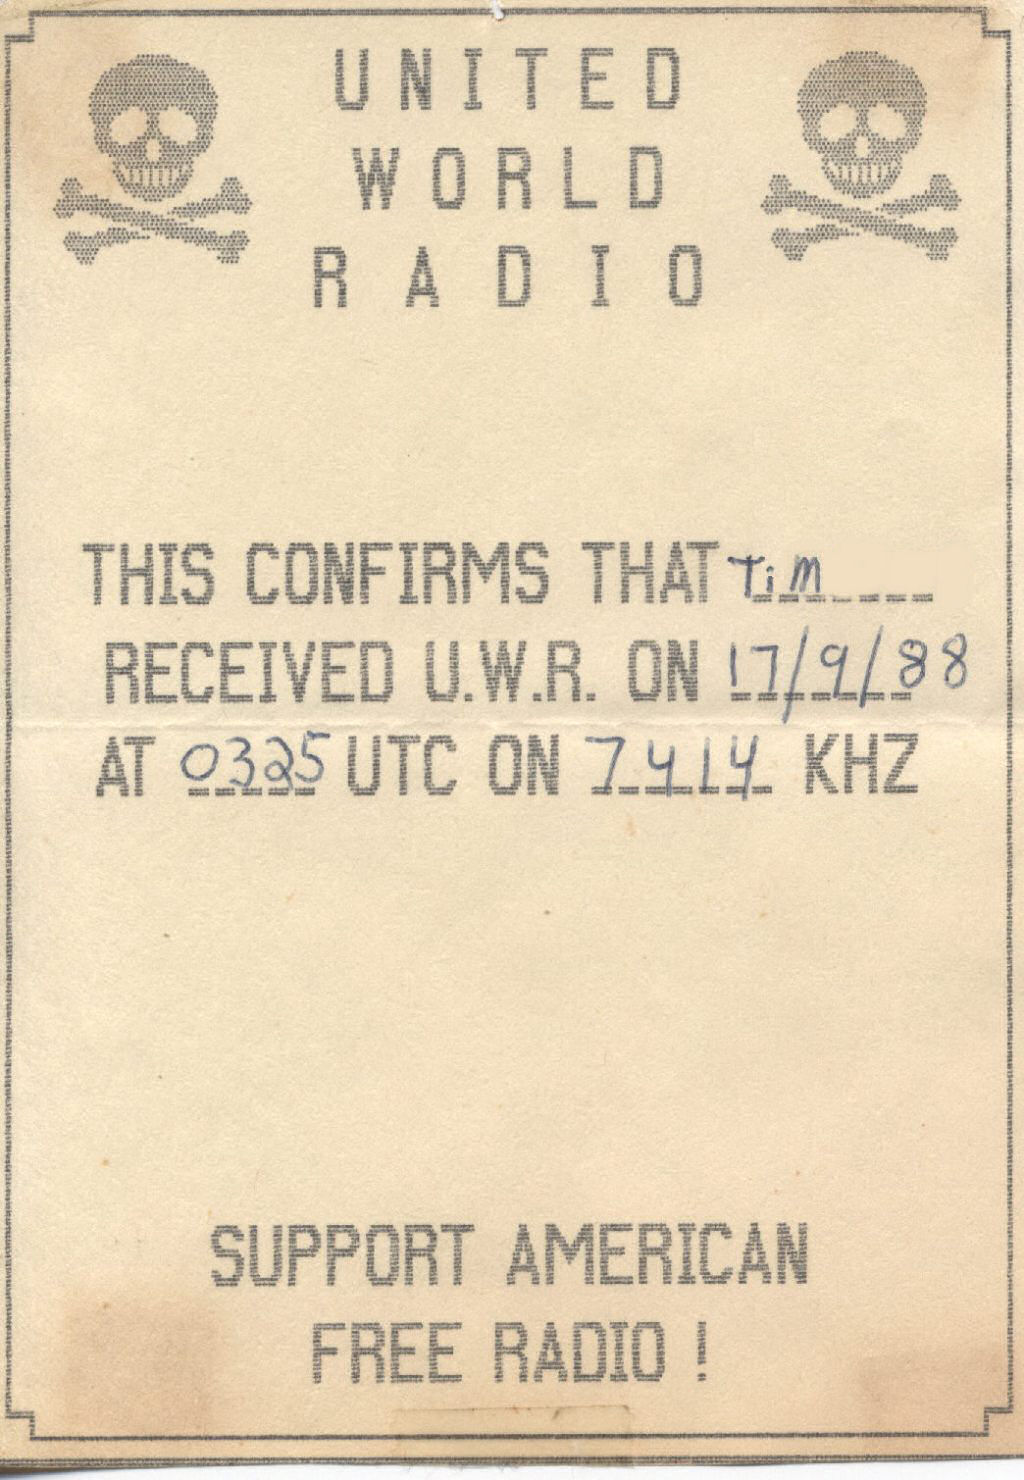 UNITED
WORLD
RADIO
THIS CONFIRMS THAT Tim
RECEIVED U.W.R. ON 17/9/88
AT 0325 UTC ON 7414 KHZ
SUPPORT AMERICAN
FREE RADIO !